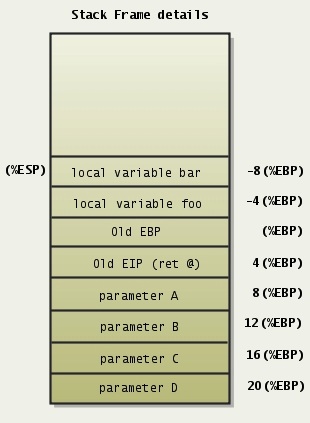 Stack Frame details
(%ESP) local variable bar -8(%EBP)
local variable foo -4(%EBP)
Old EBP (%EBP)
Old EIP (ret @) 4(%EBP)
parameter A 8(%EBP)
parameter B 12(%EBP)
parameter C 16(%EBP)
parameter D 20(%EBP)